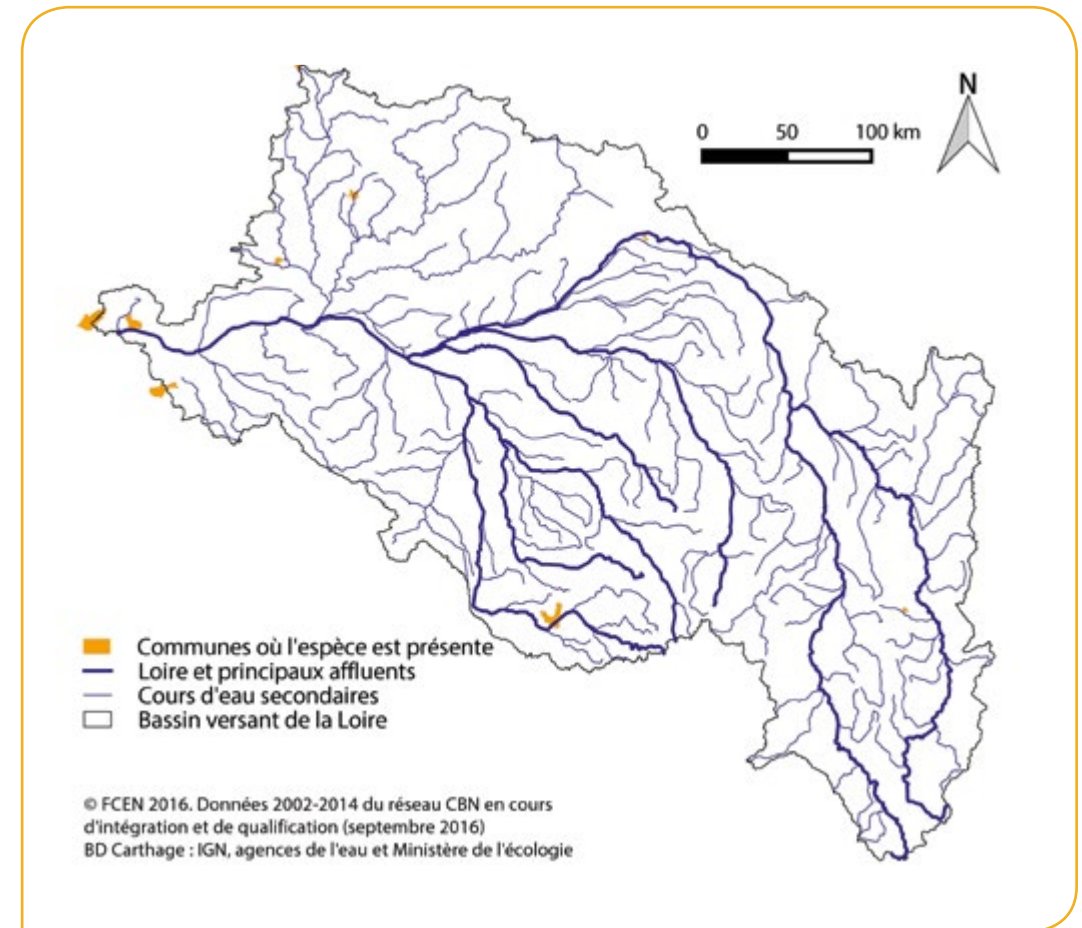 N
0 50 100 km
Communes où l'espèce est présente
Loire et principaux affluents
Cours d'eau secondaires
Bassin versant de la Loire
© FCEN 2016. Données 2002-2014 du réseau CBN en cours
d'intégration et de qualification (septembre 2016)
BD Carthage : IGN, agences de l'eau et Ministère de l'écologie